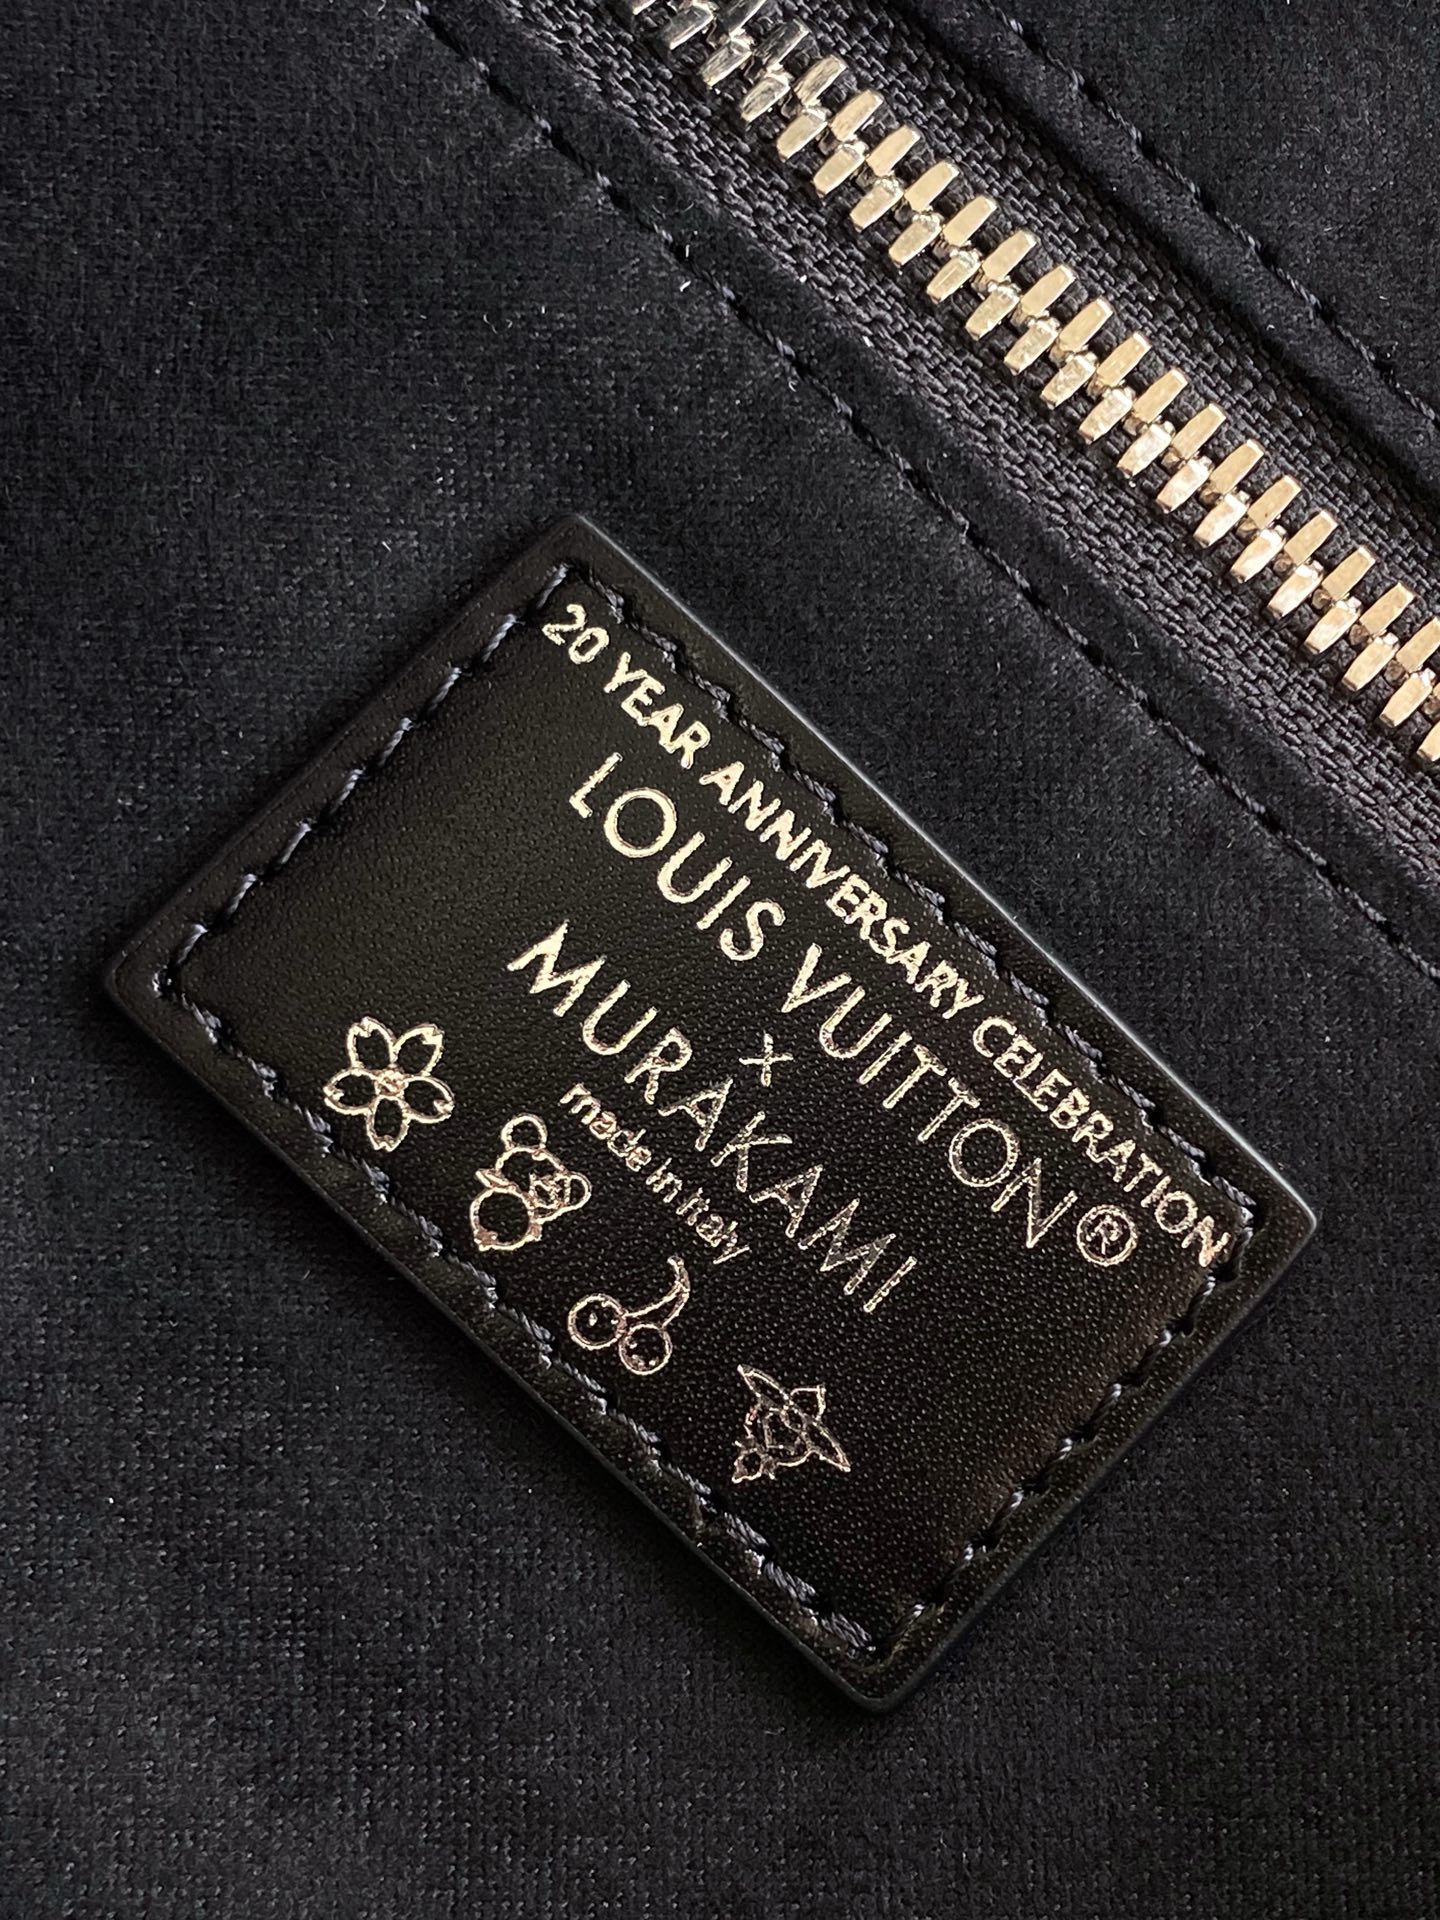 20 YEAR ANNIVERSARY CELEBRATION
LOUIS VUITTON®
×
MURAKAMI
made in italy